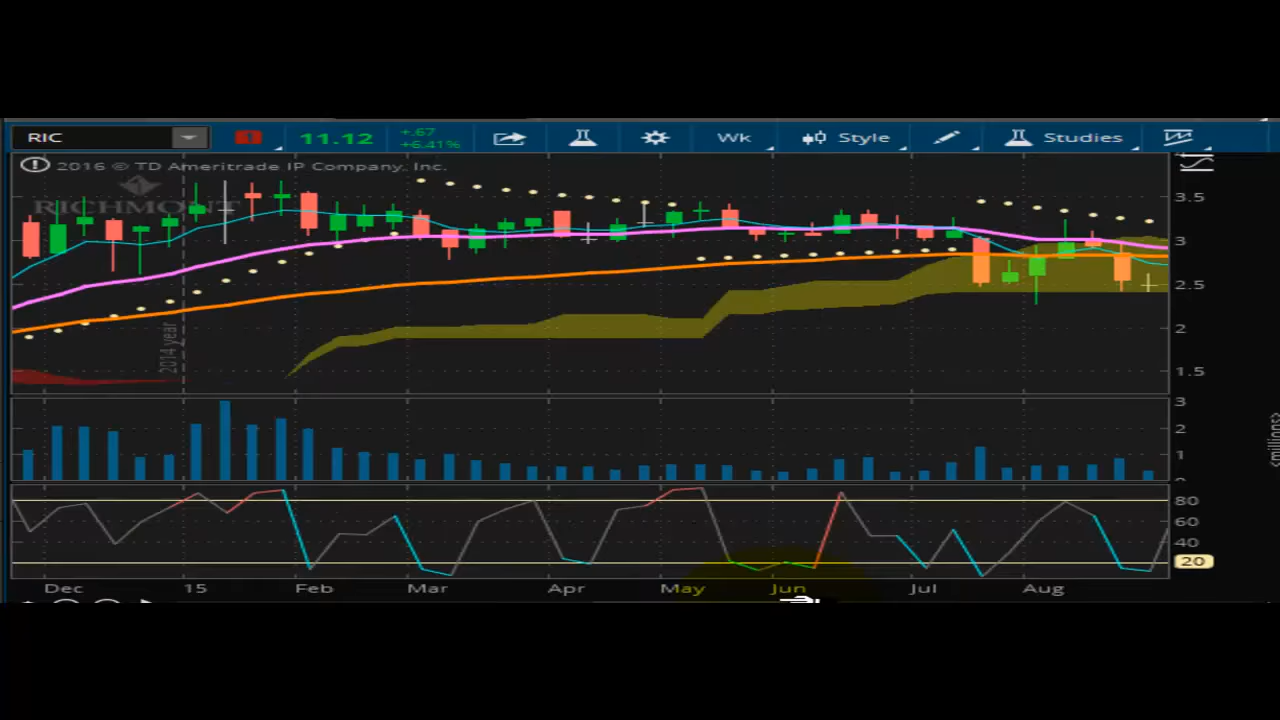 RIC 11.12 +.67 +6.41% Wk Style Studies
2016 © TD Ameritrade IP Company, Inc.
RICHMONT
3.5
3
2.5
2
1.5
2014 year
3
2
1
<millions>
80
60
40
20
Dec 15 Feb Mar Apr May Jun Jul Aug